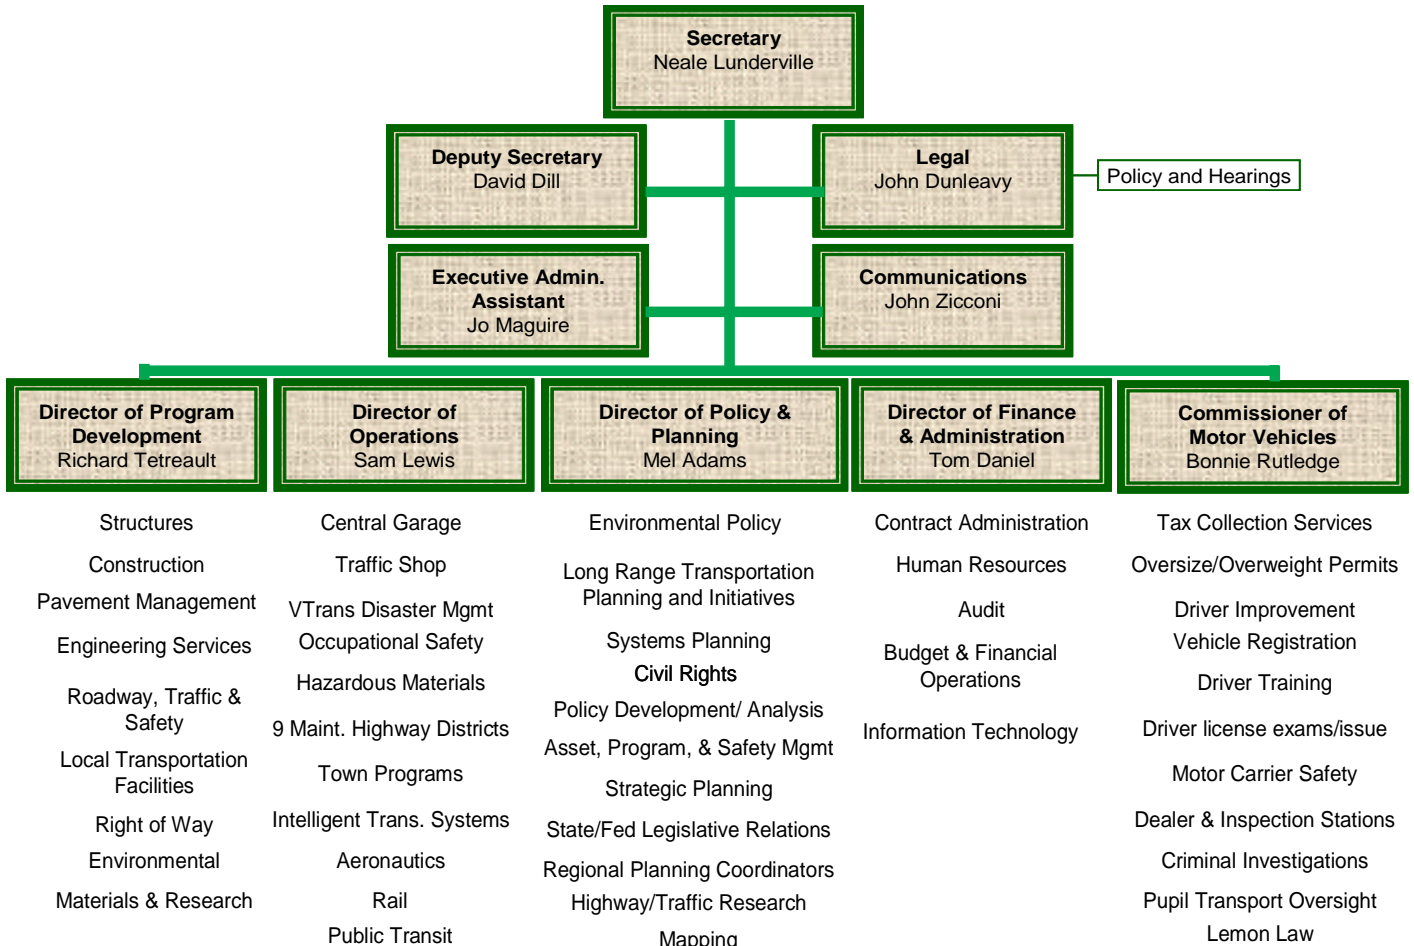 Secretary
Neale Lunderville
Deputy Secretary
David Dill
Legal
John Dunleavy
Policy and Hearings
Executive Admin.
Assistant
Jo Maguire
Communications
John Zicconi
Director of Program
Development
Richard Tetreault
Structures
Construction
Pavement Management
Engineering Services
Roadway, Traffic &
Safety
Local Transportation
Facilities
Right of Way
Environmental
Materials & Research
Director of
Operations
Sam Lewis
Central Garage
Traffic Shop
VTrans Disaster Mgmt
Occupational Safety
Hazardous Materials
9 Maint. Highway Districts
Town Programs
Intelligent Trans. Systems
Aeronautics
Rail
Public Transit
Director of Policy &
Planning
Mel Adams
Environmental Policy
Long Range Transportation
Planning and Initiatives
Systems Planning
Civil Rights
Policy Development/ Analysis
Asset, Program, & Safety Mgmt
Strategic Planning
State/Fed Legislative Relations
Regional Planning Coordinators
Highway/Traffic Research
Mapping
Director of Finance
& Administration
Tom Daniel
Contract Administration
Human Resources
Audit
Budget & Financial
Operations
Information Technology
Commissioner of
Motor Vehicles
Bonnie Rutledge
Tax Collection Services
Oversize/Overweight Permits
Driver Improvement
Vehicle Registration
Driver Training
Driver license exams/issue
Motor Carrier Safety
Dealer & Inspection Stations
Criminal Investigations
Pupil Transport Oversight
Lemon Law